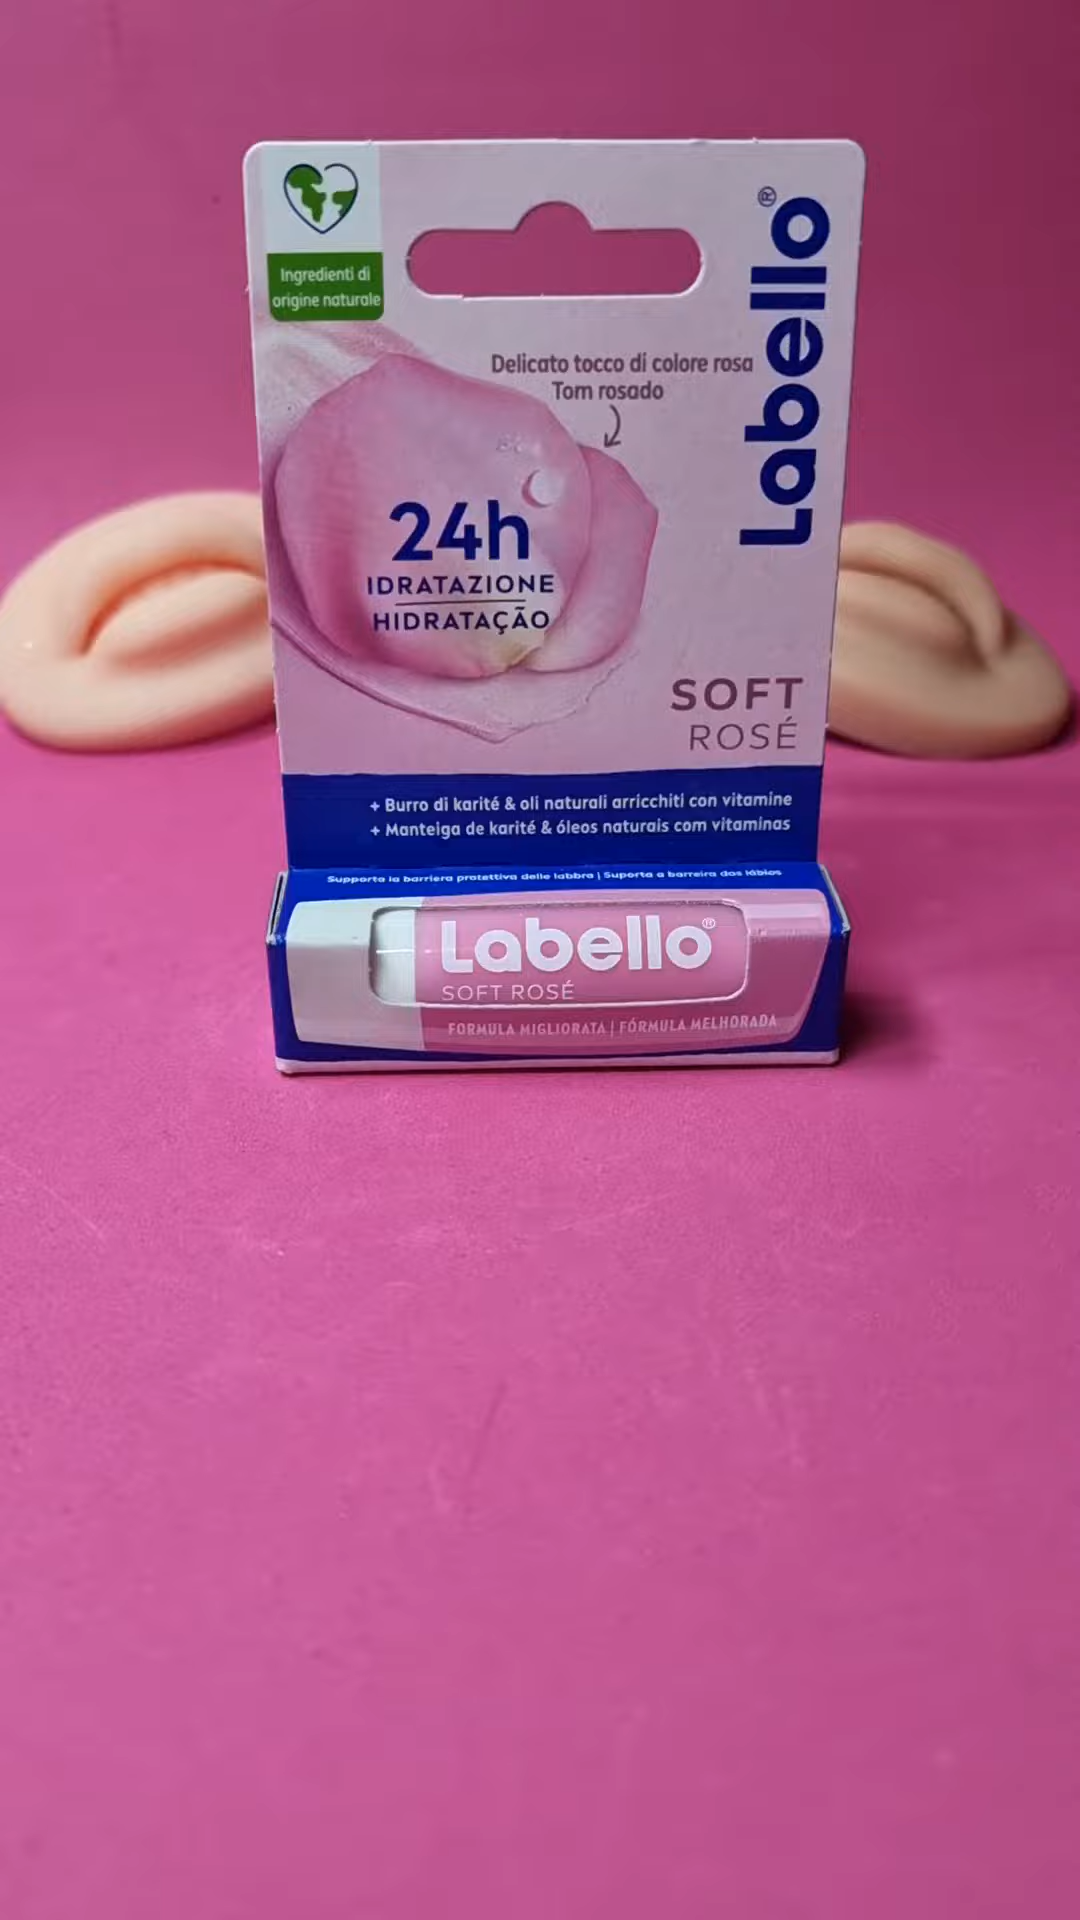 Ingredienti di
origine naturale
Labello®
Delicato tocco di colore rosa
Tom rosado
24h
IDRATAZIONE
HIDRATAÇÃO
SOFT
ROSÉ
+ Burro di karité & oli naturali arricchiti con vitamine
+ Manteiga de karité & óleos naturais com vitaminas
Supporta la barriera protettiva delle labbra | Suporta a barreira dos lábios
Labello®
SOFT ROSÉ
FORMULA MIGLIORATA | FÓRMULA MELHORADA